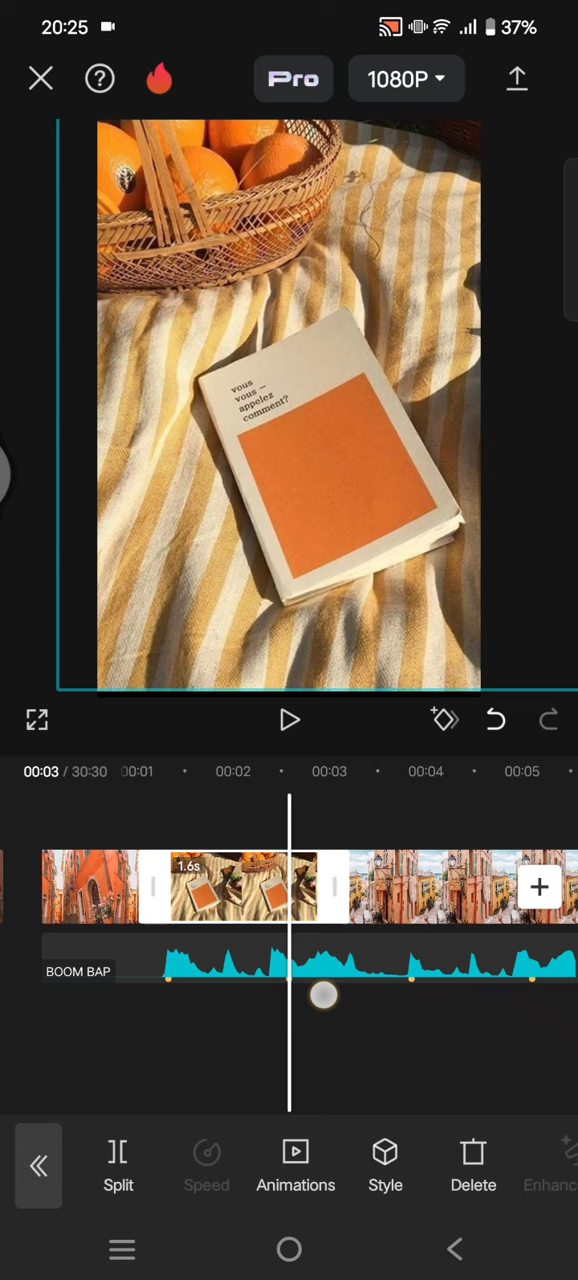 20:25
37%
Pro
1080P
vous
vous —
appelez
comment?
00:03 / 30:30
00:01
00:02
00:03
00:04
00:05
1.6s
BOOM BAP
Split
Speed
Animations
Style
Delete
Enhanc